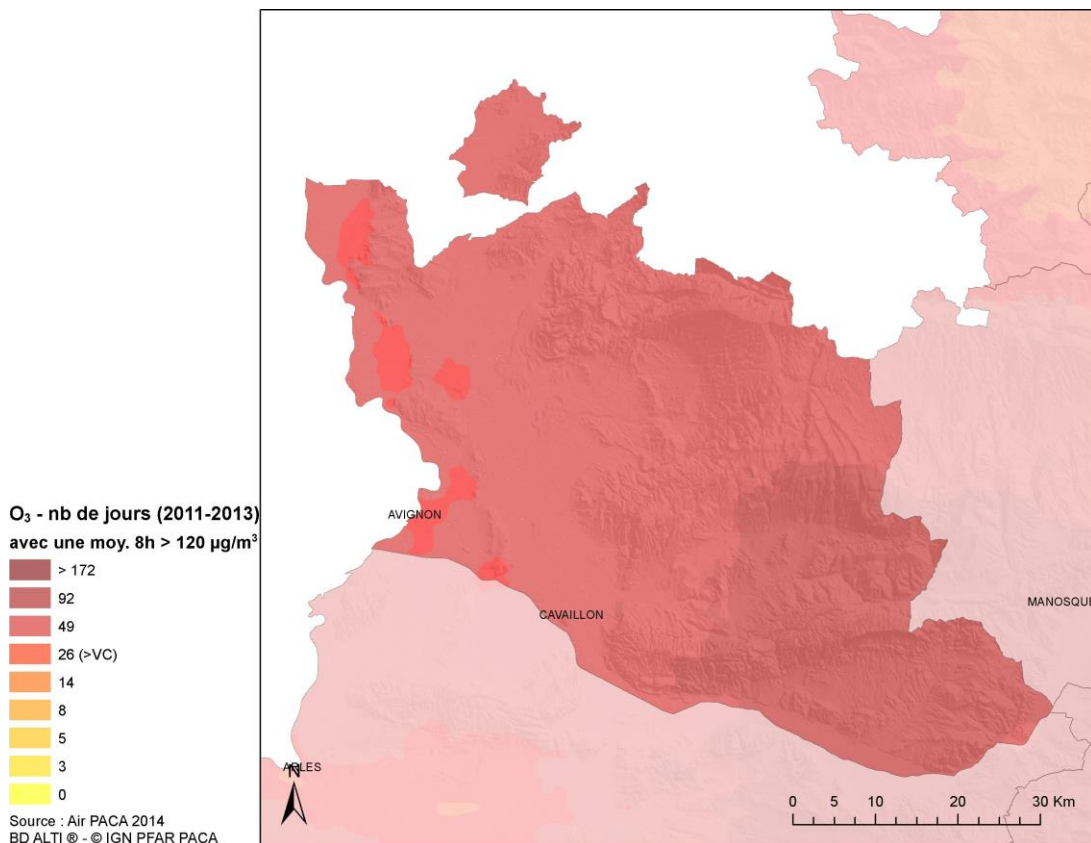 AVIGNON
CAVAILLON
MANOSQUE
ARLES
N
0 5 10 20 30 Km
O₃ - nb de jours (2011-2013)
avec une moy. 8h > 120 µg/m³
> 172
92
49
26 (>VC)
14
8
5
3
0
Source : Air PACA 2014
BD ALTI ® - © IGN PFAR PACA